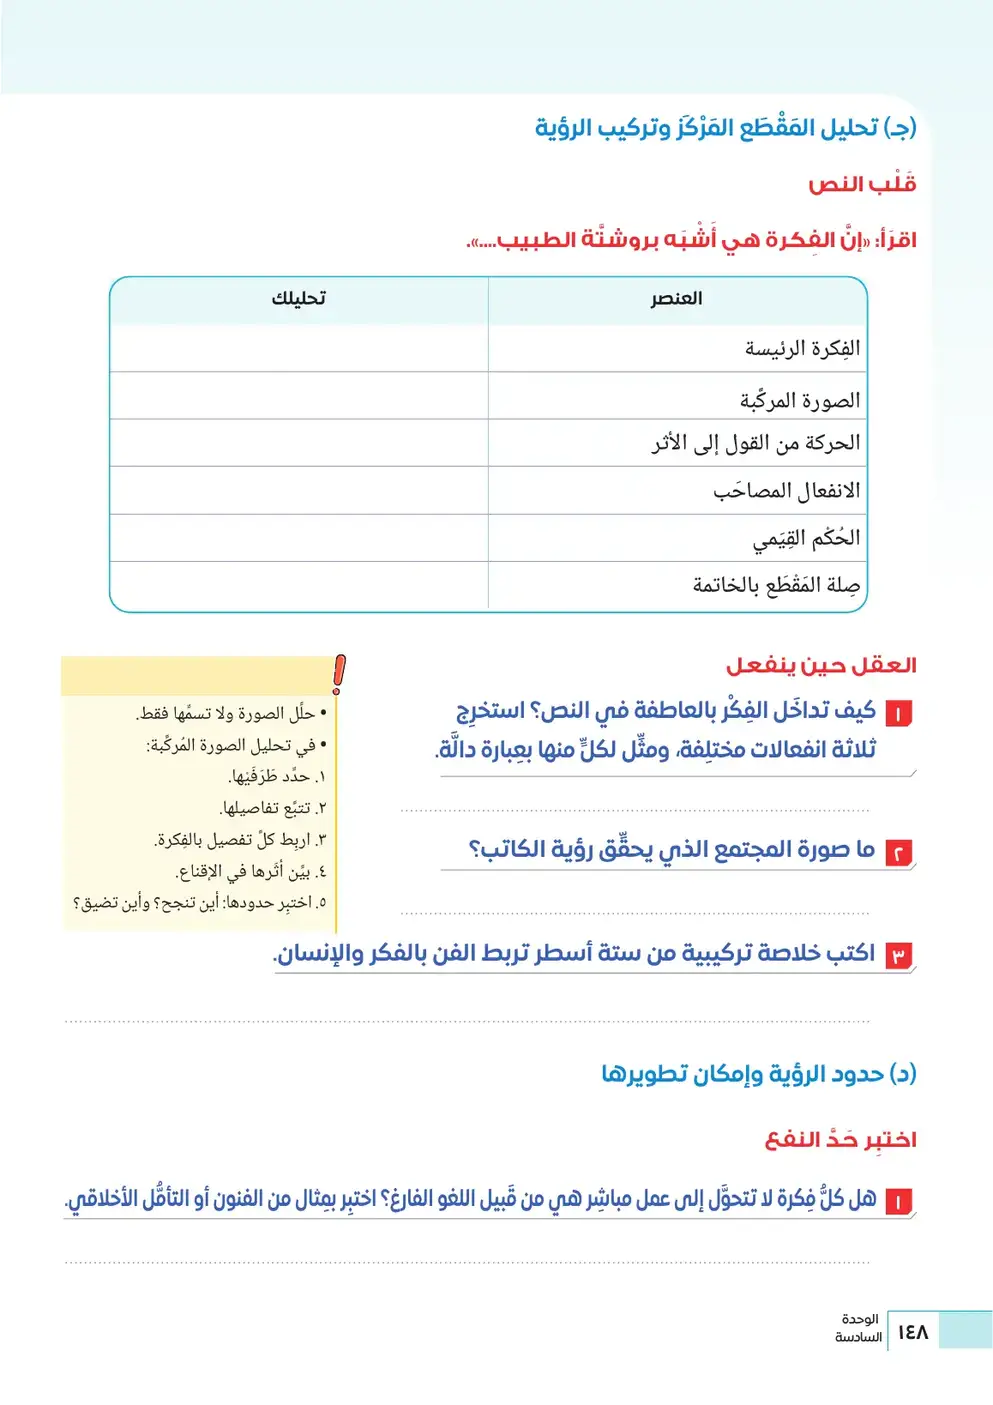 (جـ) تحليل المَقْطَع المَرْكَز وتركيب الرؤية
قَلْب النص
اقرَأ: «إنَّ الفِكرة هي أَشْبَه بروشتَّة الطبيب....».
العنصر
تحليلك
الفِكرة الرئيسة
الصورة المركَّبة
الحركة من القول إلى الأثر
الانفعال المصاحَب
الحُكْم القِيَمي
صِلة المَقْطَع بالخاتمة
العقل حين ينفعل
١ كيف تداخَل الفِكْر بالعاطفة في النص؟ استخرِج
ثلاثة انفعالات مختلِفة، ومثِّل لكلٍّ منها بعِبارة دالَّة.
٢ ما صورة المجتمع الذي يحقِّق رؤية الكاتب؟
٣ اكتب خلاصة تركيبية من ستة أسطر تربط الفن بالفكر والإنسان.
• حلِّل الصورة ولا تسمِّها فقط.
• في تحليل الصورة المُركَّبة:
١. حدِّد طَرَفَيْها.
٢. تتبَّع تفاصيلها.
٣. اربِط كلَّ تفصيل بالفِكرة.
٤. بيِّن أثَرها في الإقناع.
٥. اختبِر حدودها: أين تنجح؟ وأين تضيق؟
(د) حدود الرؤية وإمكان تطويرها
اختبِر حَدَّ النفع
١ هل كلُّ فِكرة لا تتحوَّل إلى عمل مباشِر هي من قَبيل اللغو الفارغ؟ اختبِر بمِثال من الفنون أو التأمُّل الأخلاقي.
١٤٨
الوحدة
السادسة